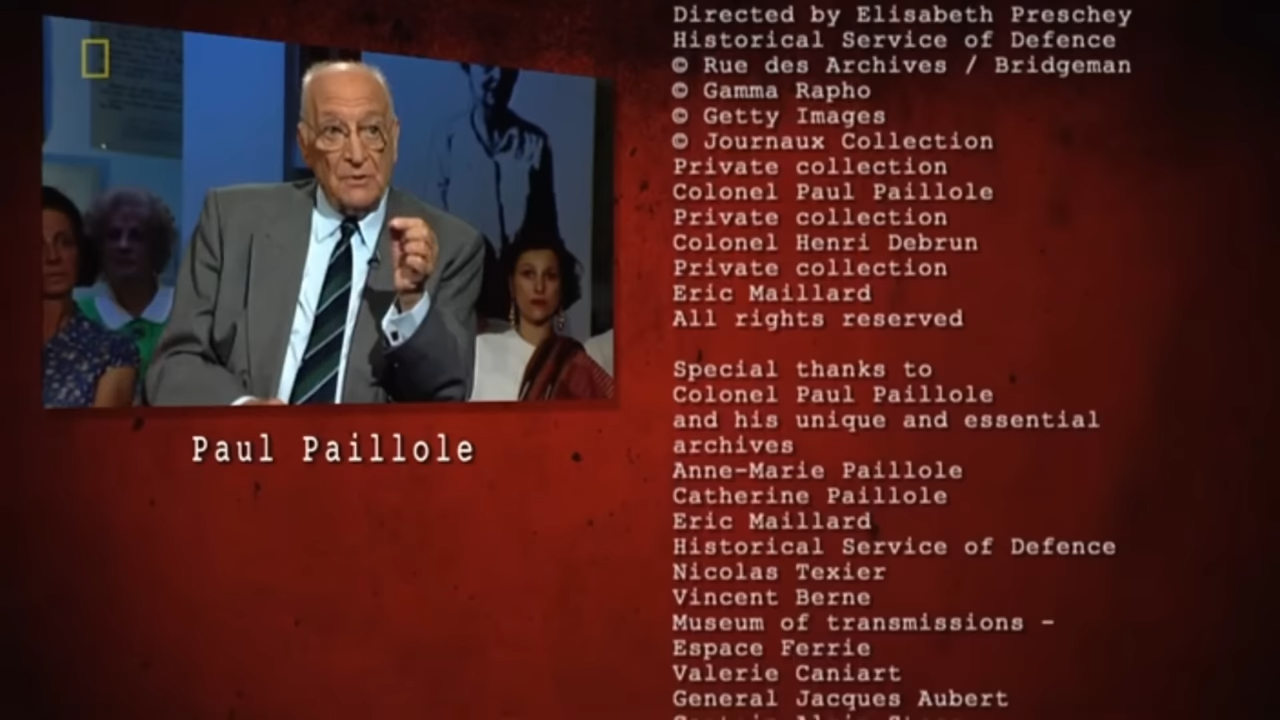 Paul Paillole
Directed by Elisabeth Preschey
Historical Service of Defence
© Rue des Archives / Bridgeman
© Gamma Rapho
© Getty Images
© Journaux Collection
Private collection
Colonel Paul Paillole
Private collection
Colonel Henri Debrun
Private collection
Eric Maillard
All rights reserved
Special thanks to
Colonel Paul Paillole
and his unique and essential
archives
Anne-Marie Paillole
Catherine Paillole
Eric Maillard
Historical Service of Defence
Nicolas Texier
Vincent Berne
Museum of transmissions -
Espace Ferrie
Valerie Caniart
General Jacques Aubert